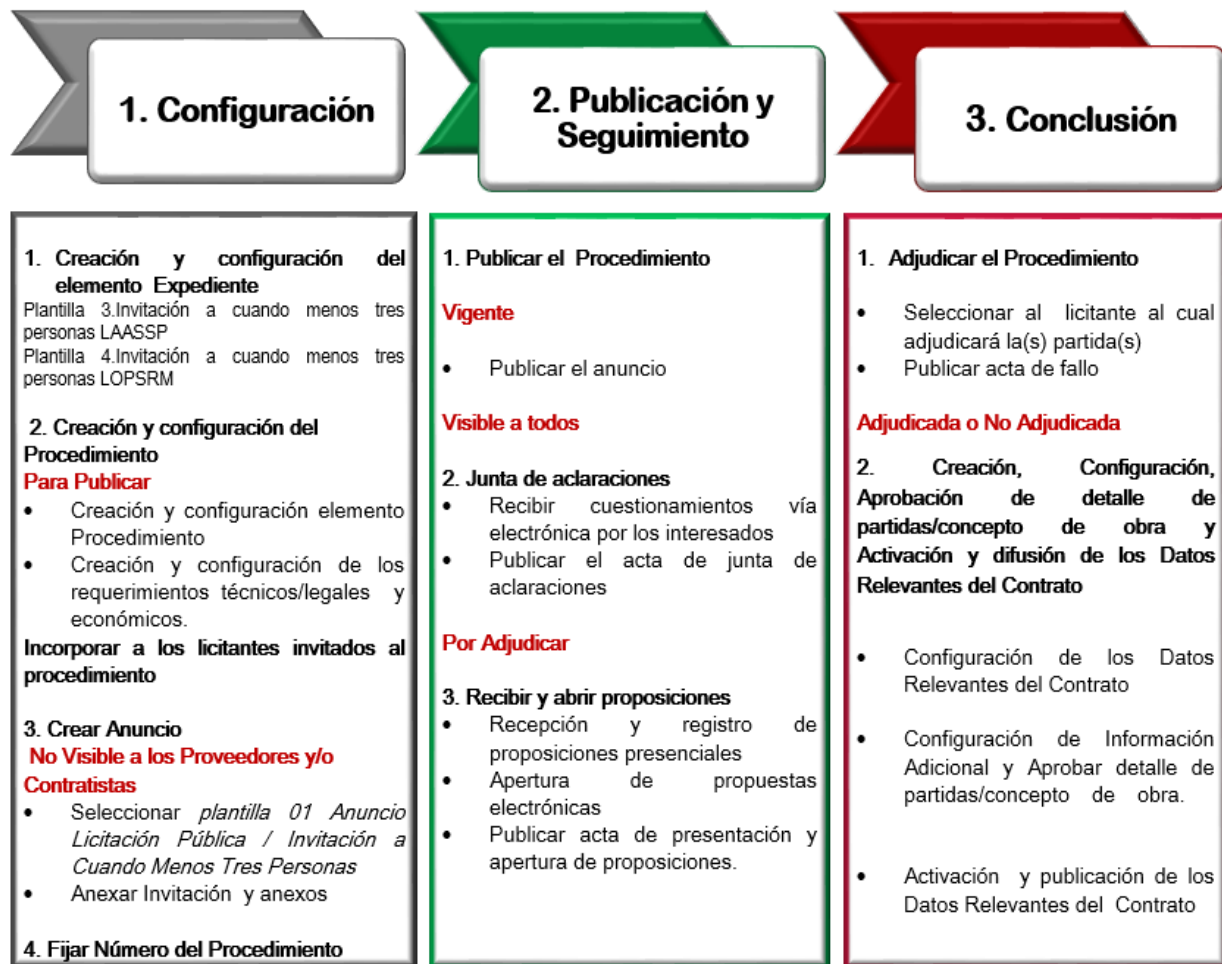 1. Configuración
2. Publicación y
Seguimiento
3. Conclusión
1. Creación y configuración del
elemento Expediente
Plantilla 3.Invitación a cuando menos tres
personas LAASSP
Plantilla 4.Invitación a cuando menos tres
personas LOPSRM
2. Creación y configuración del
Procedimiento
Para Publicar
• Creación y configuración elemento
Procedimiento
• Creación y configuración de los
requerimientos técnicos/legales y
económicos.
Incorporar a los licitantes invitados al
procedimiento
3. Crear Anuncio
No Visible a los Proveedores y/o
Contratistas
• Seleccionar plantilla 01 Anuncio
Licitación Pública / Invitación a
Cuando Menos Tres Personas
• Anexar Invitación y anexos
4. Fijar Número del Procedimiento
1. Publicar el Procedimiento
Vigente
• Publicar el anuncio
Visible a todos
2. Junta de aclaraciones
• Recibir cuestionamientos vía
electrónica por los interesados
• Publicar el acta de junta de
aclaraciones
Por Adjudicar
3. Recibir y abrir proposiciones
• Recepción y registro de
proposiciones presenciales
• Apertura de propuestas
electrónicas
• Publicar acta de presentación y
apertura de proposiciones.
1. Adjudicar el Procedimiento
• Seleccionar al licitante al cual
adjudicará la(s) partida(s)
• Publicar acta de fallo
Adjudicada o No Adjudicada
2. Creación, Configuración,
Aprobación de detalle de
partidas/concepto de obra y
Activación y difusión de los Datos
Relevantes del Contrato
• Configuración de los Datos
Relevantes del Contrato
• Configuración de Información
Adicional y Aprobar detalle de
partidas/concepto de obra.
• Activación y publicación de los
Datos Relevantes del Contrato